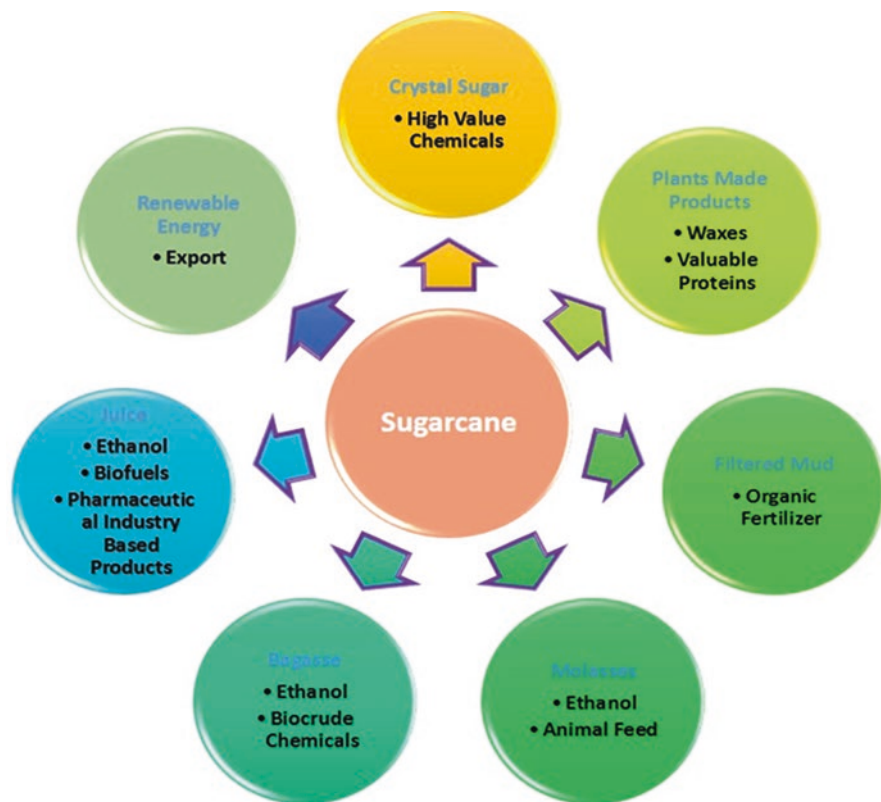 Crystal Sugar
• High Value
Chemicals
Plants Made
Products
• Waxes
• Valuable
Proteins
Filtered Mud
• Organic
Fertilizer
Molasses
• Ethanol
• Animal Feed
Bagasse
• Ethanol
• Biocrude
Chemicals
Juice
• Ethanol
• Biofuels
• Pharmaceutic
al Industry
Based
Products
Renewable
Energy
• Export
Sugarcane